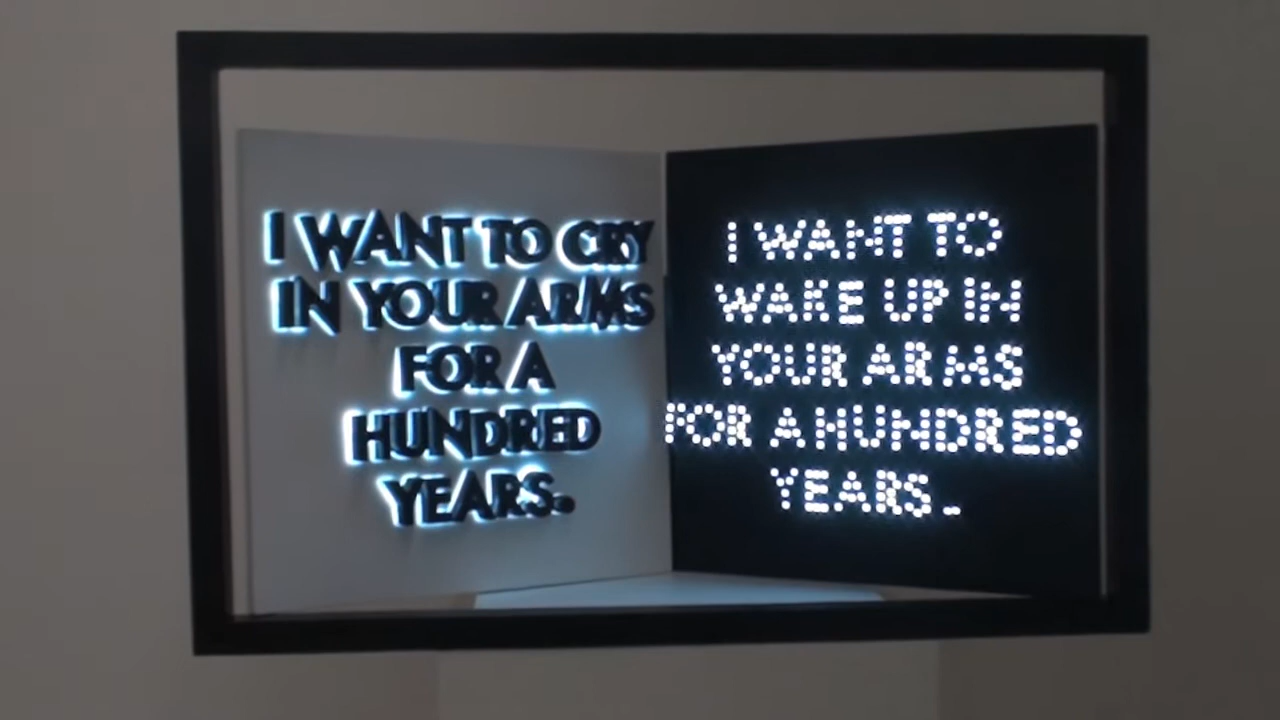 I WANT TO CRY
IN YOUR ARMS
FOR A
HUNDRED
YEARS.
I WANT TO
WAKE UP IN
YOUR ARMS
FOR A HUNDRED
YEARS.